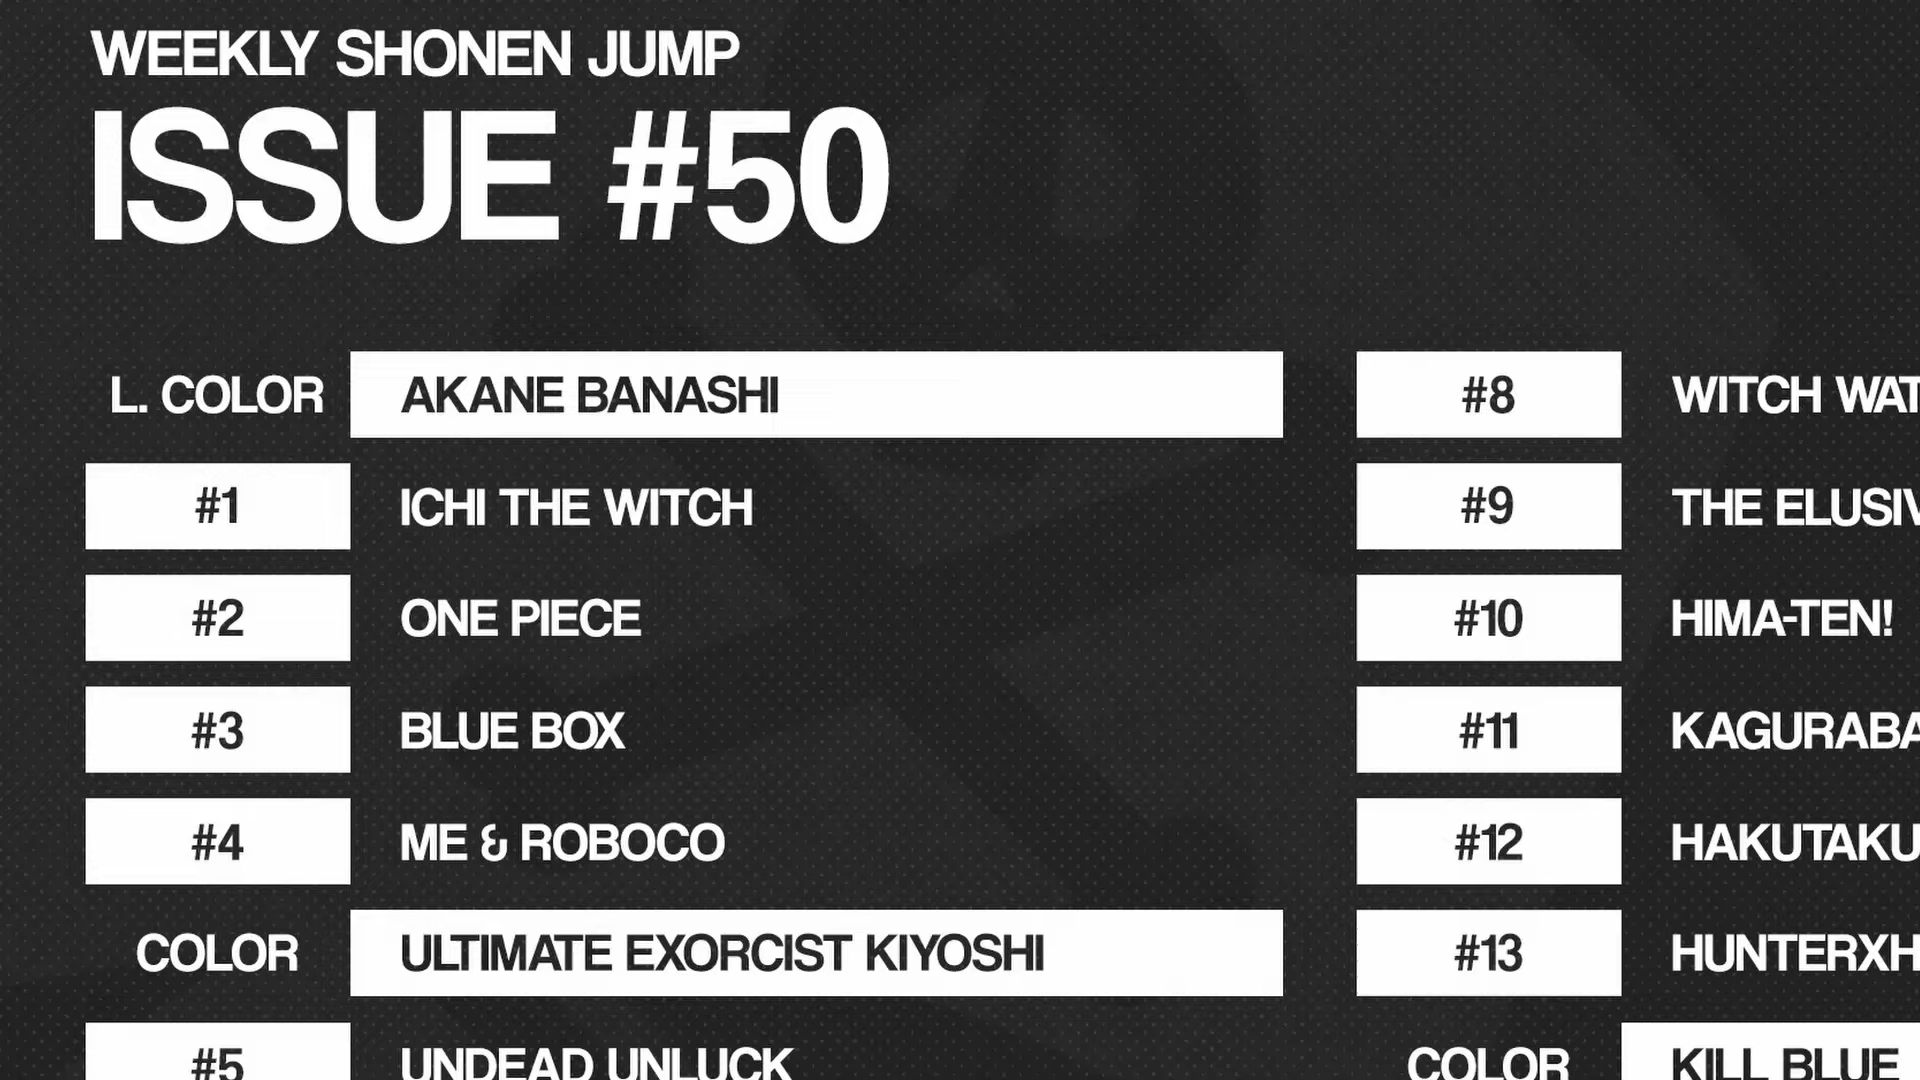 WEEKLY SHONEN JUMP
ISSUE #50
L. COLOR AKANE BANASHI
#1 ICHI THE WITCH
#2 ONE PIECE
#3 BLUE BOX
#4 ME & ROBOCO
COLOR ULTIMATE EXORCIST KIYOSHI
#5 UNDEAD UNLUCK
#8 WITCH
#9 THE
#10 HIMA-TEN!
#11
#12
#13
COLOR KILL BLUE